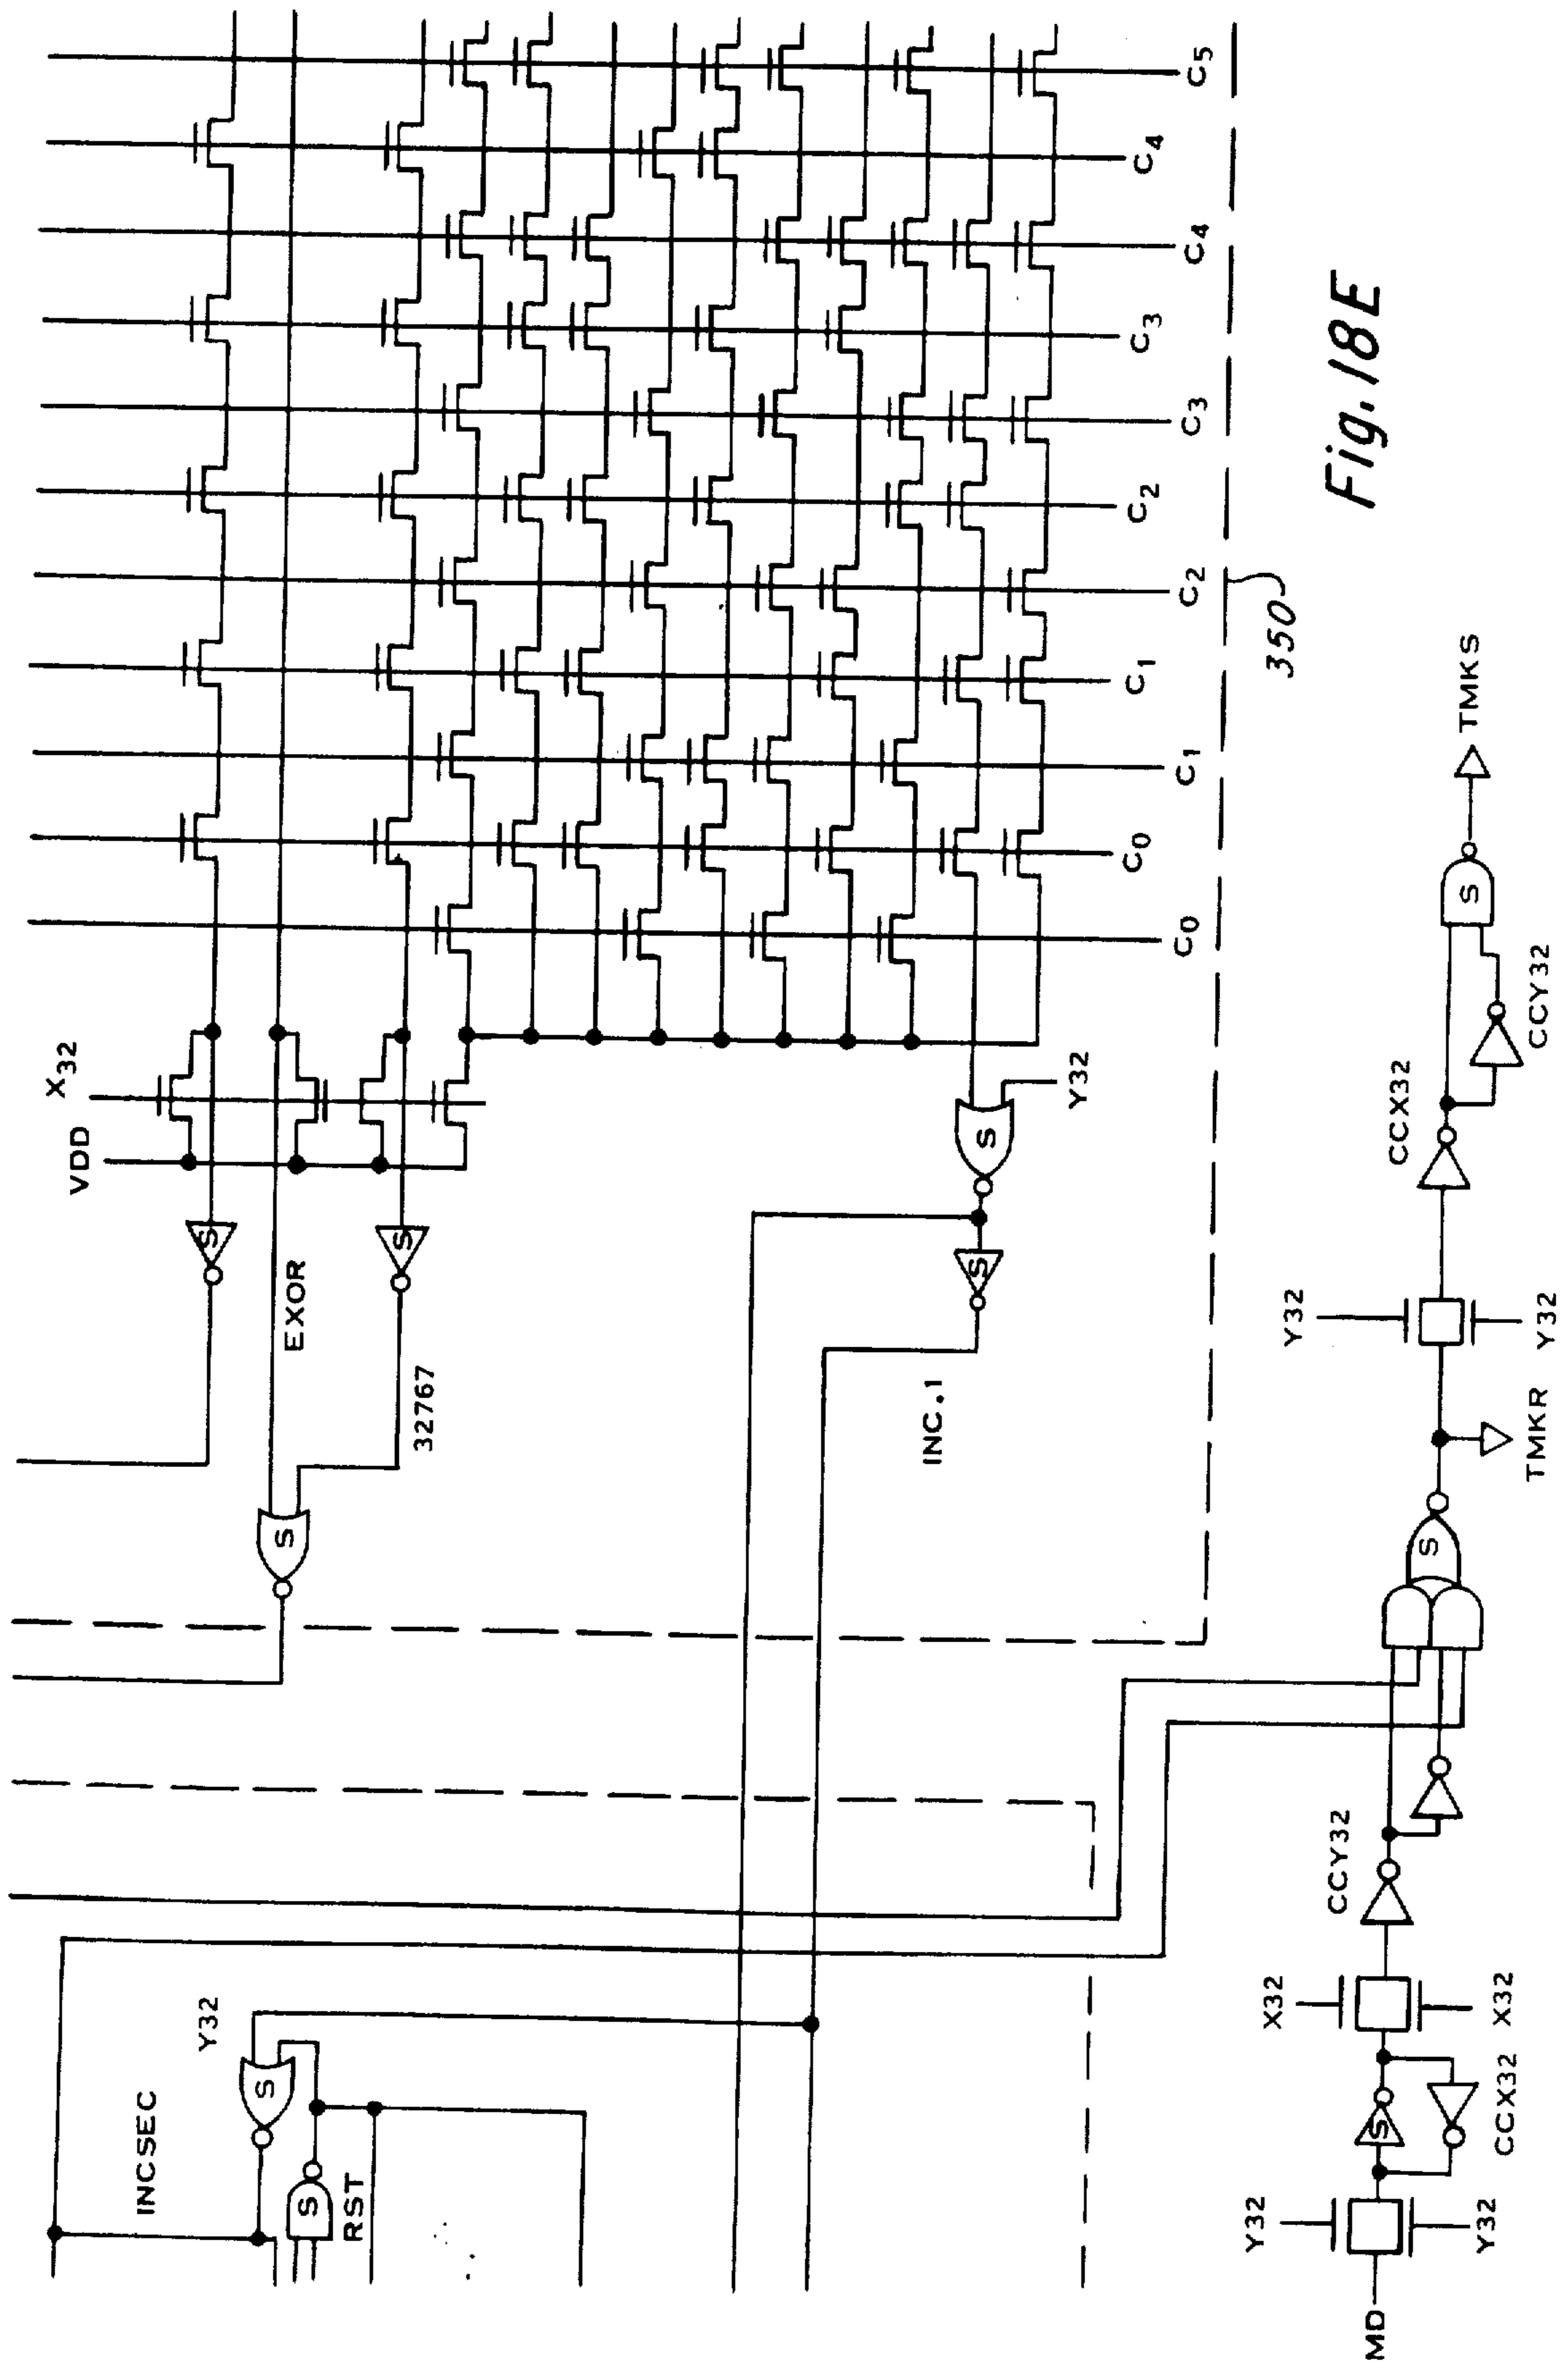 X32
VDD
EXOR
32767
C5
C4
C4
C3
C3
C2
C2
C1
C1
C0
C0
S
S
S
S
S
Y32
INC.1
350
Fig. 18E
INCSEC
Y32
S
S
RST
MD
Y32
Y32
S
CCX32
X32
X32
CCY32
S
TMKR
Y32
Y32
CCX32
CCY32
S
TMKS